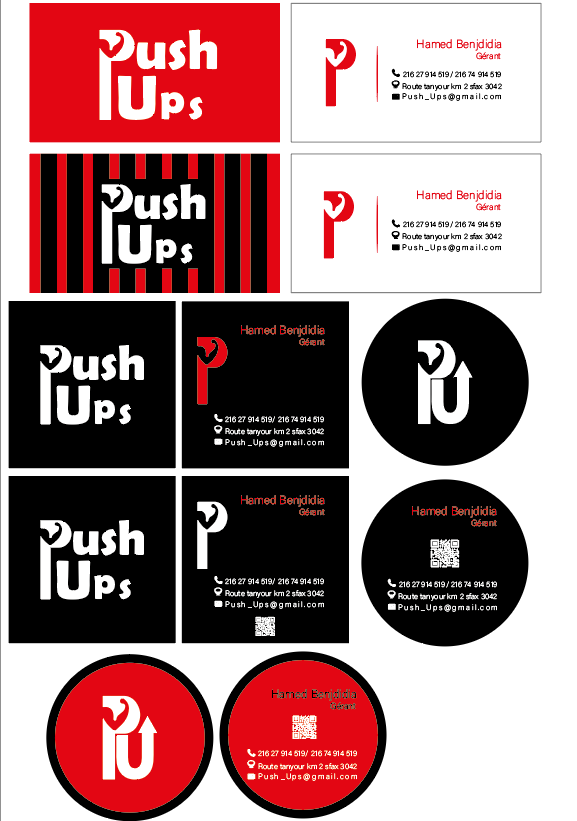 Push
Ups
Hamed Benjdidia
Gérant
216 27 914 519 / 216 74 914 519
Route tanyour km 2 sfax 3042
Push_Ups@gmail.com
Push
Ups
Hamed Benjdidia
Gérant
216 27 914 519 / 216 74 914 519
Route tanyour km 2 sfax 3042
Push_Ups@gmail.com
Push
Ups
Hamed Benjdidia
Gérant
216 27 914 519/ 216 74 914 519
Route tanyour km 2 sfax 3042
Push_Ups@gmail.com
PU
Push
Ups
Hamed Benjdidia
Gérant
216 27 914 519/ 216 74 914 519
Route tanyour km 2 sfax 3042
Push_Ups@gmail.com
Hamed Benjdidia
Gérant
216 27 914 519/ 216 74 914 519
Route tanyour km 2 sfax 3042
Push_Ups@gmail.com
PU
Hamed Benjdidia
Gérant
216 27 914 519/ 216 74 914 519
Route tanyour km 2 sfax 3042
Push_Ups@gmail.com